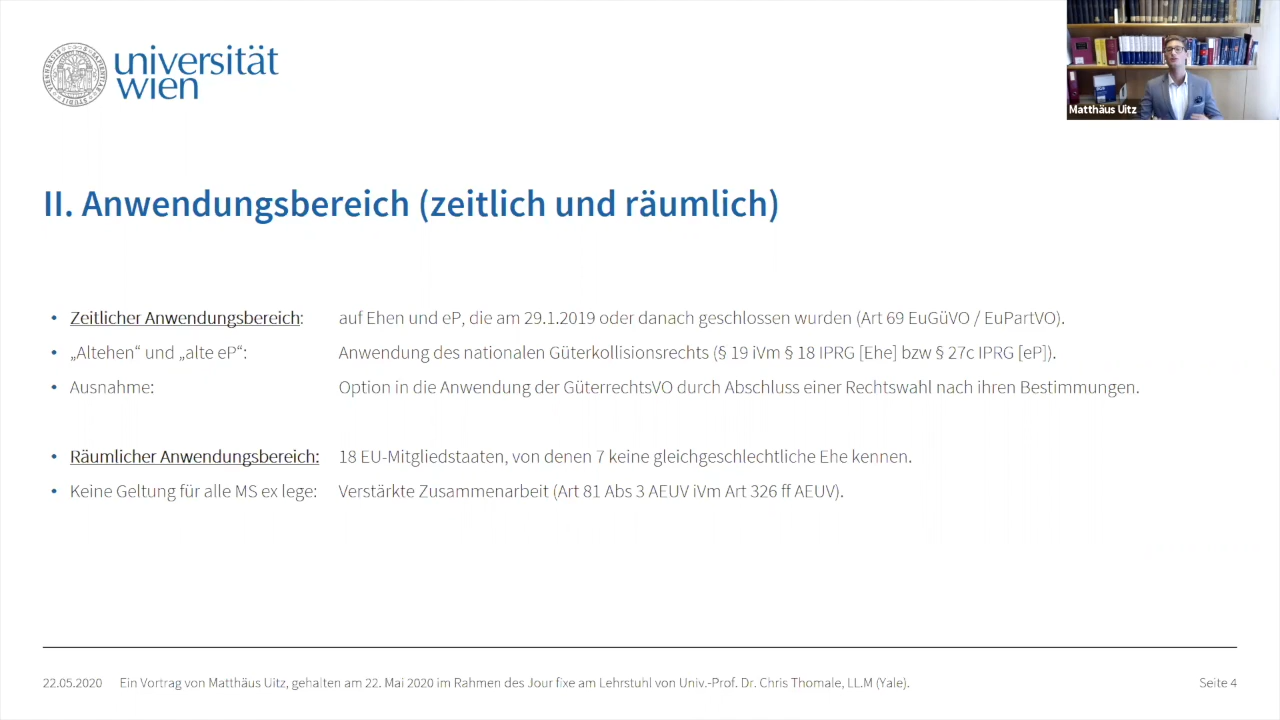 universität
wien
Matthäus Uitz
II. Anwendungsbereich (zeitlich und räumlich)
• Zeitlicher Anwendungsbereich: auf Ehen und eP, die am 29.1.2019 oder danach geschlossen wurden (Art 69 EuGüVO / EuPartVO).
• „Altehen“ und „alte eP“: Anwendung des nationalen Güterkollisionsrechts (§ 19 iVm § 18 IPRG [Ehe] bzw § 27c IPRG [eP]).
• Ausnahme: Option in die Anwendung der GüterrechtsVO durch Abschluss einer Rechtswahl nach ihren Bestimmungen.
• Räumlicher Anwendungsbereich: 18 EU-Mitgliedstaaten, von denen 7 keine gleichgeschlechtliche Ehe kennen.
• Keine Geltung für alle MS ex lege: Verstärkte Zusammenarbeit (Art 81 Abs 3 AEUV iVm Art 326 ff AEUV).
22.05.2020 Ein Vortrag von Matthäus Uitz, gehalten am 22. Mai 2020 im Rahmen des Jour fixe am Lehrstuhl von Univ.-Prof. Dr. Chris Thomale, LL.M (Yale). Seite 4